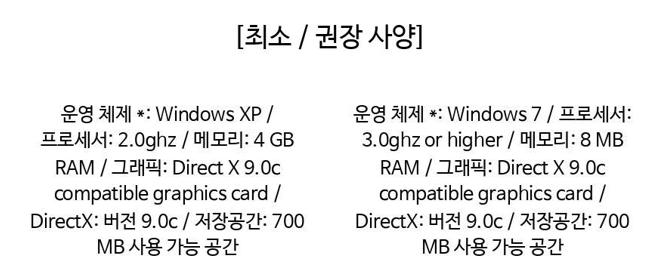 [최소 / 권장 사양]
운영 체제 *: Windows XP /
프로세서: 2.0ghz / 메모리: 4 GB
RAM / 그래픽: Direct X 9.0c
compatible graphics card /
DirectX: 버전 9.0c / 저장공간: 700
MB 사용 가능 공간
운영 체제 *: Windows 7 / 프로세서:
3.0ghz or higher / 메모리: 8 MB
RAM / 그래픽: Direct X 9.0c
compatible graphics card /
DirectX: 버전 9.0c / 저장공간: 700
MB 사용 가능 공간